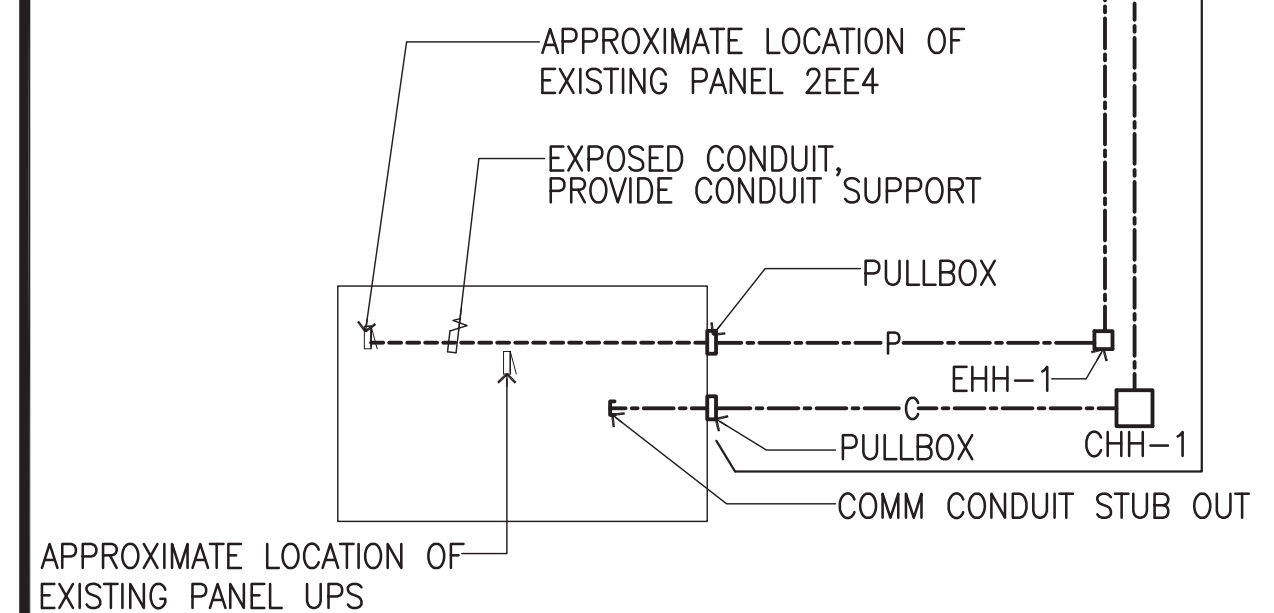 APPROXIMATE LOCATION OF
EXISTING PANEL 2EE4
EXPOSED CONDUIT,
PROVIDE CONDUIT SUPPORT
PULLBOX
P
EHH-1
C
PULLBOX
CHH-1
COMM CONDUIT STUB OUT
APPROXIMATE LOCATION OF
EXISTING PANEL UPS